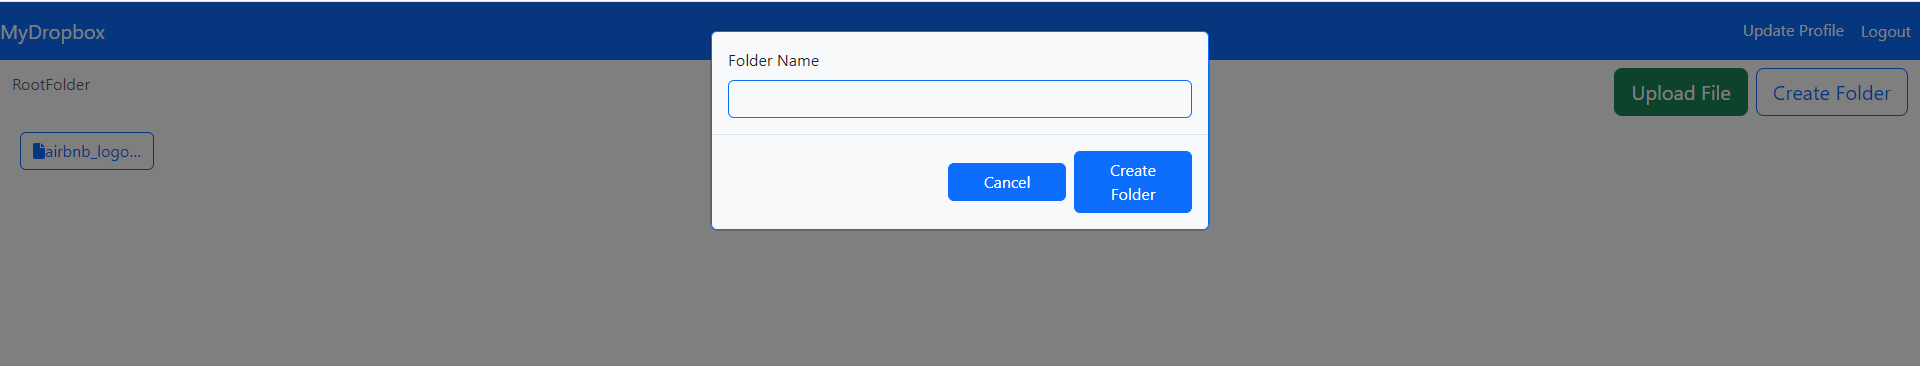 MyDropbox
Update Profile
Logout
RootFolder
Upload File
Create Folder
airbnb_logo...
Folder Name
Cancel
Create
Folder